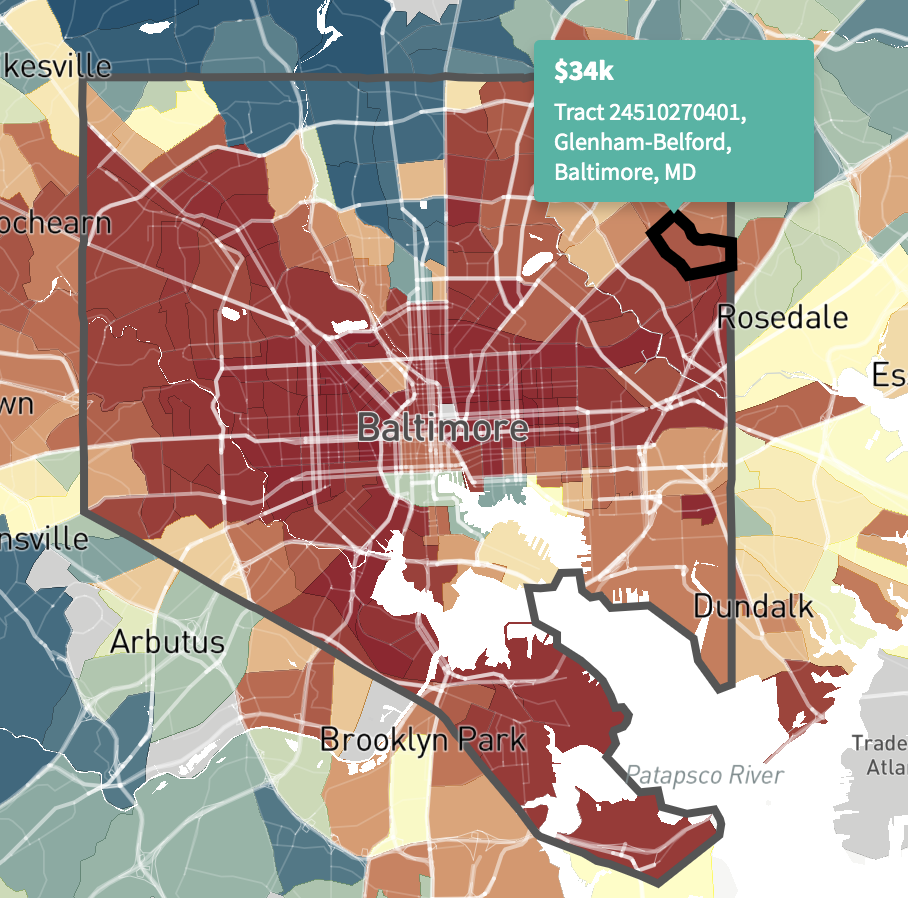 kesville
$34k
Tract 24510270401,
Glenham-Belford,
Baltimore, MD
ochearn
Rosedale
Es
wn
Baltimore
nsville
Dundalk
Arbutus
Brooklyn Park
Trade
Atla
Patapsco River